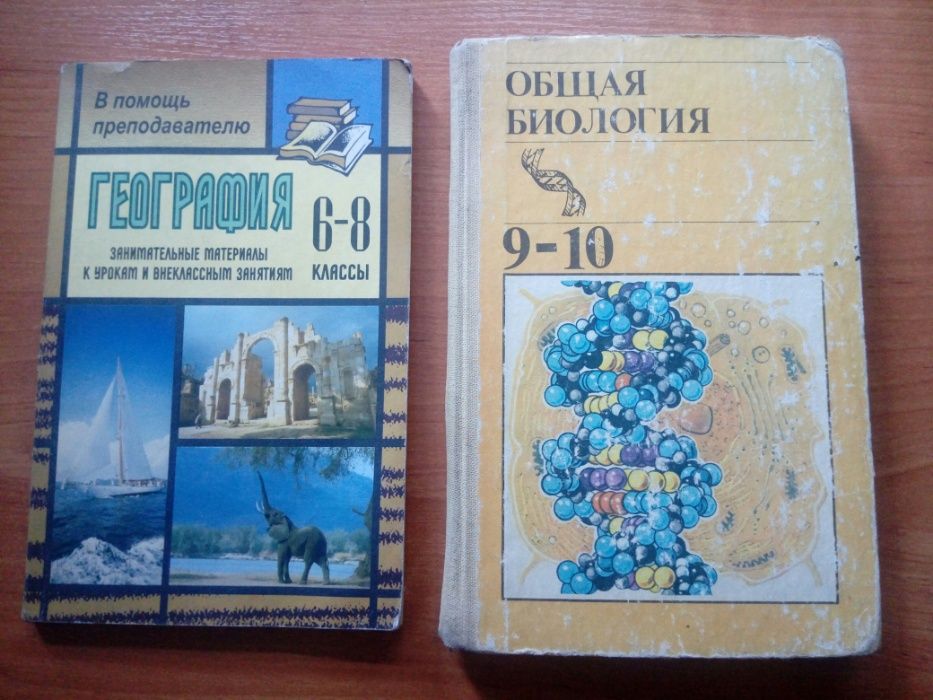 В помощь
преподавателю
ГЕОГРАФИЯ
6-8
КЛАССЫ
ЗАНИМАТЕЛЬНЫЕ МАТЕРИАЛЫ
К УРОКАМ И ВНЕКЛАССНЫМ ЗАНЯТИЯМ
ОБЩАЯ
БИОЛОГИЯ
9-10